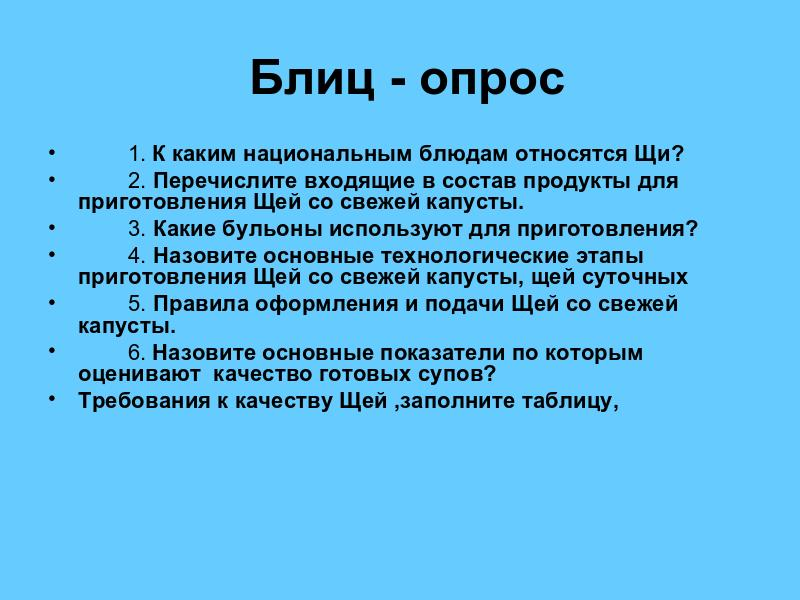 Блиц - опрос
• 1. К каким национальным блюдам относятся Щи?
• 2. Перечислите входящие в состав продукты для
приготовления Щей со свежей капусты.
• 3. Какие бульоны используют для приготовления?
• 4. Назовите основные технологические этапы
приготовления Щей со свежей капусты, щей суточных
• 5. Правила оформления и подачи Щей со свежей
капусты.
• 6. Назовите основные показатели по которым
оценивают  качество готовых супов?
• Требования к качеству Щей ,заполните таблицу,